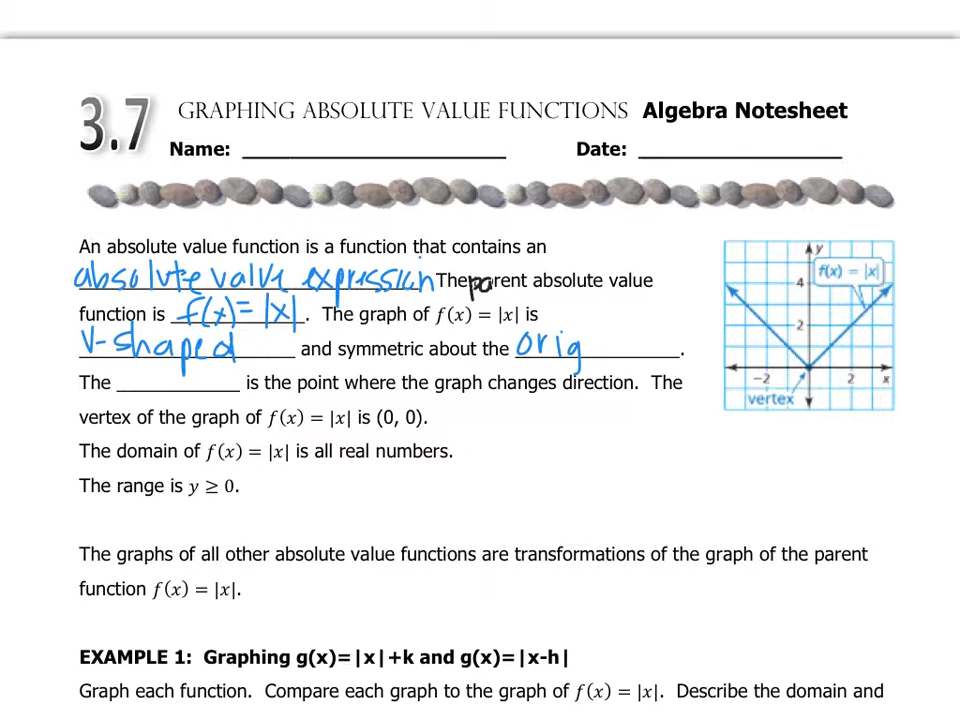 3.7 GRAPHING ABSOLUTE VALUE FUNCTIONS Algebra Notesheet
Name: ____________________ Date: ____________________
An absolute value function is a function that contains an
absolute value expression. The parent absolute value
function is f(x)= |x|. The graph of f(x) = |x| is
V-shaped and symmetric about the orig______.
The ____________ is the point where the graph changes direction. The
vertex of the graph of f(x) = |x| is (0, 0).
The domain of f(x) = |x| is all real numbers.
The range is y ≥ 0.
y
f(x) = |x|
4
2
-2 2 x
vertex
The graphs of all other absolute value functions are transformations of the graph of the parent
function f(x) = |x|.
EXAMPLE 1: Graphing g(x)=|x|+k and g(x)=|x-h|
Graph each function. Compare each graph to the graph of f(x) = |x|. Describe the domain and